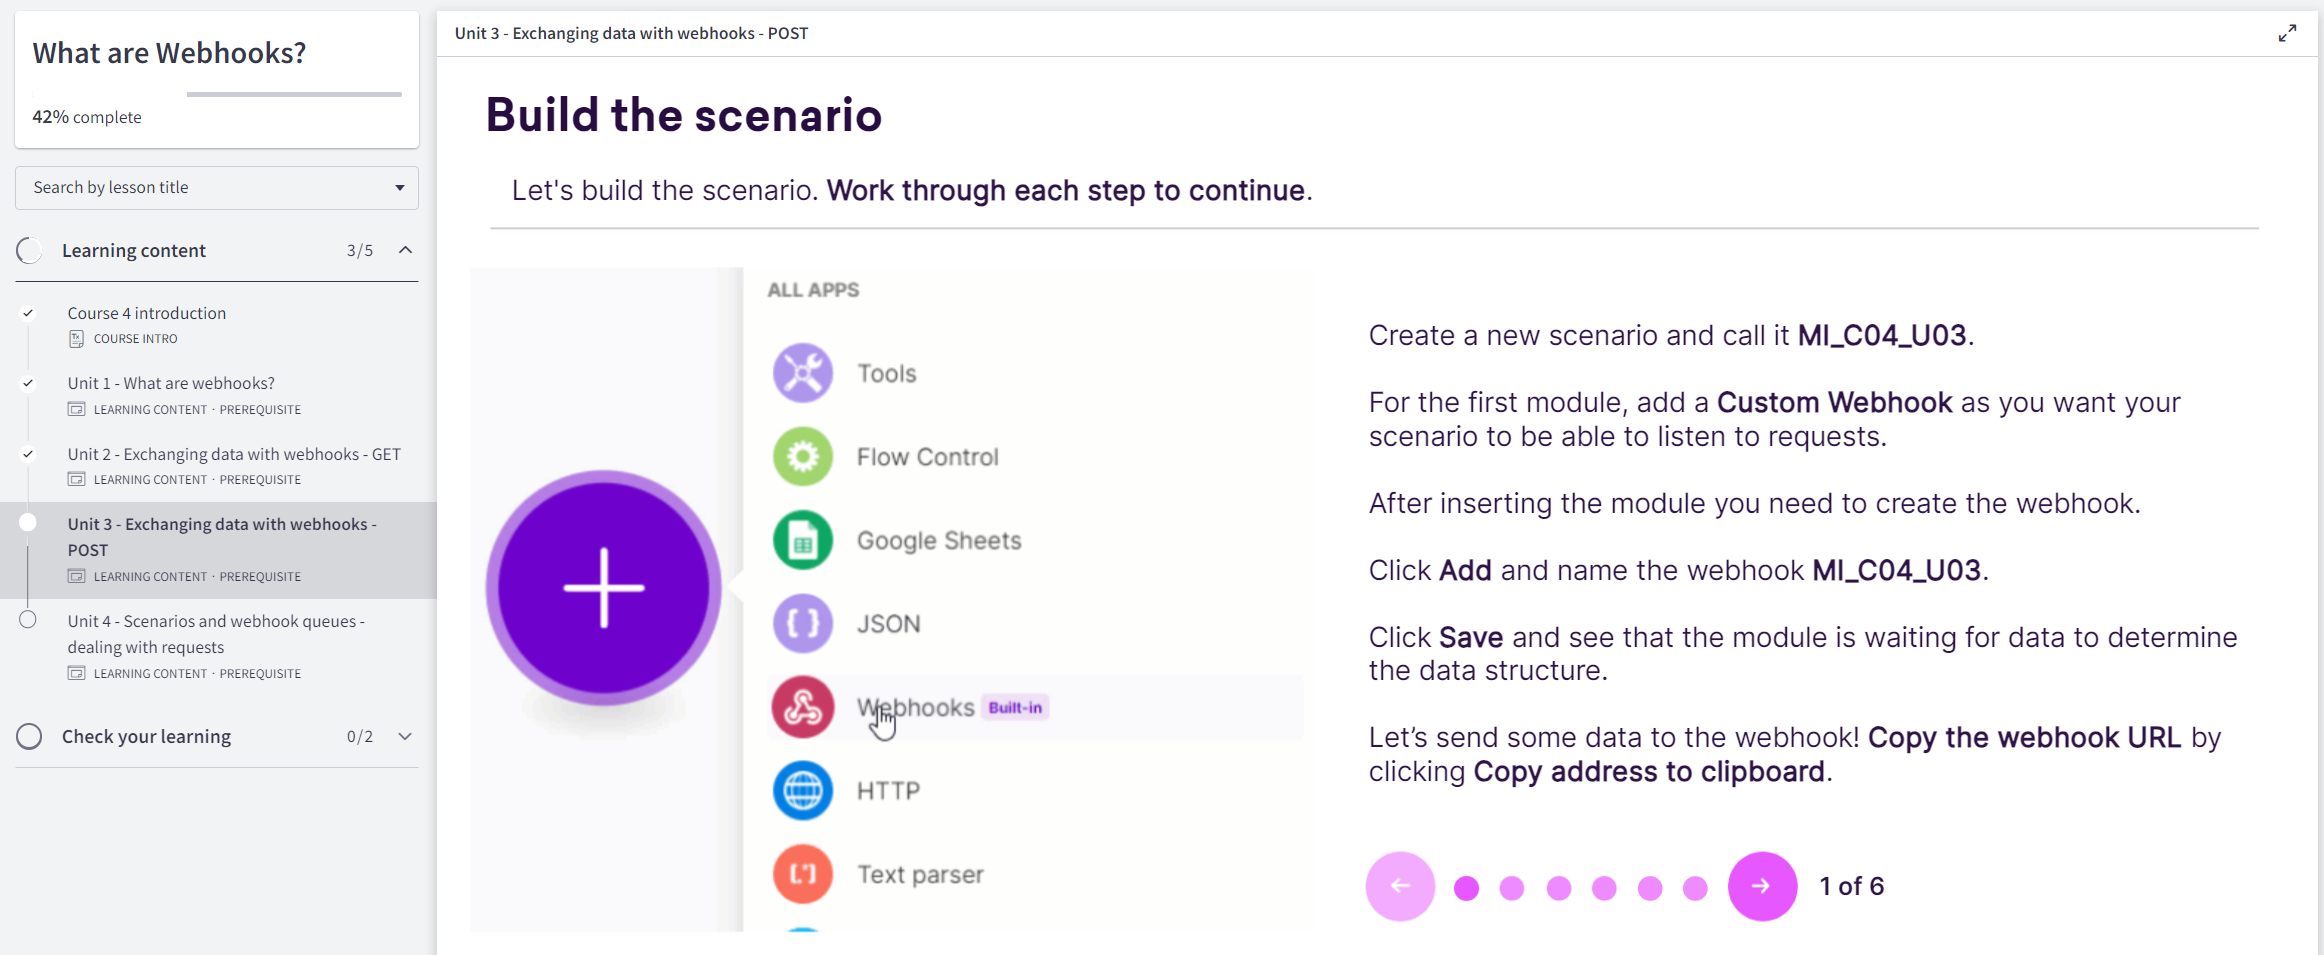 What are Webhooks?
42% complete
Search by lesson title
Learning content 3/5
Course 4 introduction
COURSE INTRO
Unit 1 - What are webhooks?
LEARNING CONTENT · PREREQUISITE
Unit 2 - Exchanging data with webhooks - GET
LEARNING CONTENT · PREREQUISITE
Unit 3 - Exchanging data with webhooks -
POST
LEARNING CONTENT · PREREQUISITE
Unit 4 - Scenarios and webhook queues -
dealing with requests
LEARNING CONTENT · PREREQUISITE
Check your learning 0/2
Unit 3 - Exchanging data with webhooks - POST
Build the scenario
Let's build the scenario. Work through each step to continue.
ALL APPS
Tools
Flow Control
Google Sheets
JSON
Webhooks Built-in
HTTP
Text parser
Create a new scenario and call it MI_C04_U03.
For the first module, add a Custom Webhook as you want your
scenario to be able to listen to requests.
After inserting the module you need to create the webhook.
Click Add and name the webhook MI_C04_U03.
Click Save and see that the module is waiting for data to determine
the data structure.
Let’s send some data to the webhook! Copy the webhook URL by
clicking Copy address to clipboard.
1 of 6